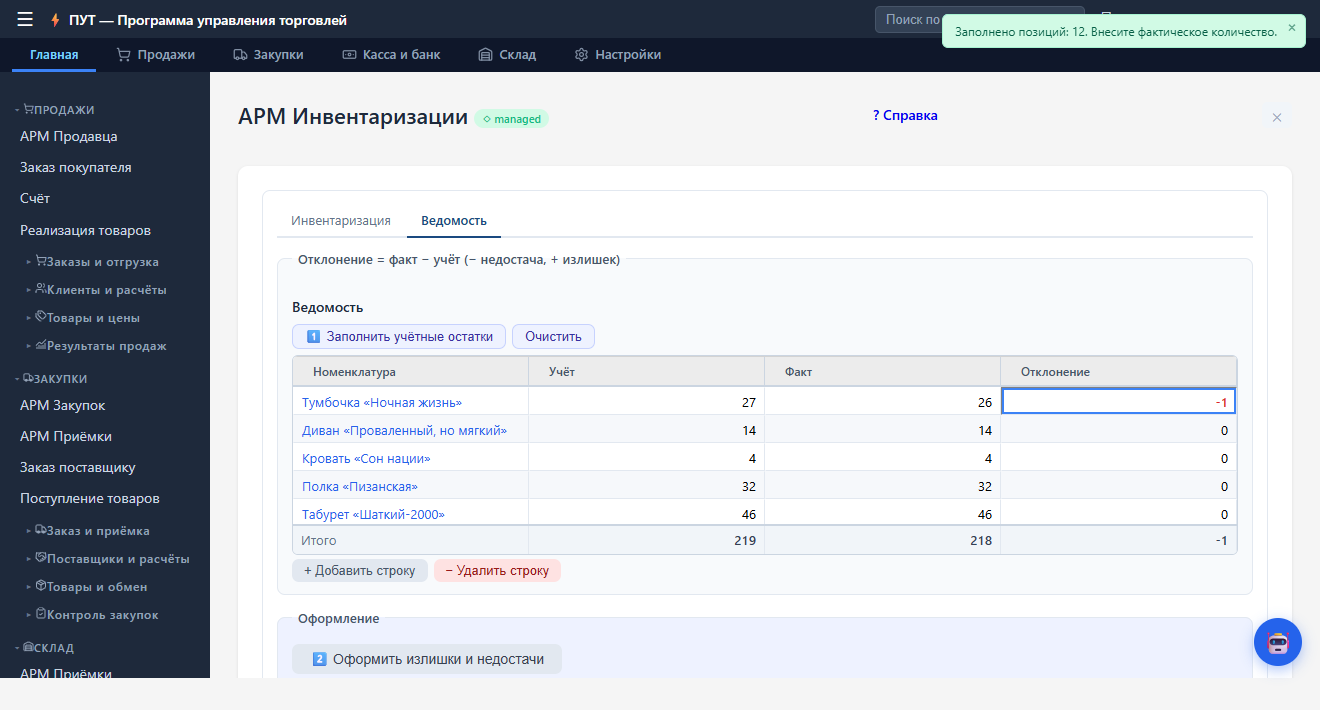 ПУТ — Программа управления торговлей
Поиск по
Заполнено позиций: 12. Внесите фактическое количество.
Главная
Продажи
Закупки
Касса и банк
Склад
Настройки
ПРОДАЖИ
АРМ Продавца
Заказ покупателя
Счёт
Реализация товаров
Заказы и отгрузка
Клиенты и расчёты
Товары и цены
Результаты продаж
ЗАКУПКИ
АРМ Закупок
АРМ Приёмки
Заказ поставщику
Поступление товаров
Заказ и приёмка
Поставщики и расчёты
Товары и обмен
Контроль закупок
СКЛАД
АРМ Приёмки
АРМ Инвентаризации
◇ managed
? Справка
Инвентаризация
Ведомость
Отклонение = факт − учёт (− недостача, + излишек)
Ведомость
1 Заполнить учётные остатки
Очистить
Номенклатура Учёт Факт Отклонение
Тумбочка «Ночная жизнь» 27 26 -1
Диван «Проваленный, но мягкий» 14 14 0
Кровать «Сон нации» 4 4 0
Полка «Пизанская» 32 32 0
Табурет «Шаткий-2000» 46 46 0
Итого 219 218 -1
+ Добавить строку
− Удалить строку
Оформление
2 Оформить излишки и недостачи